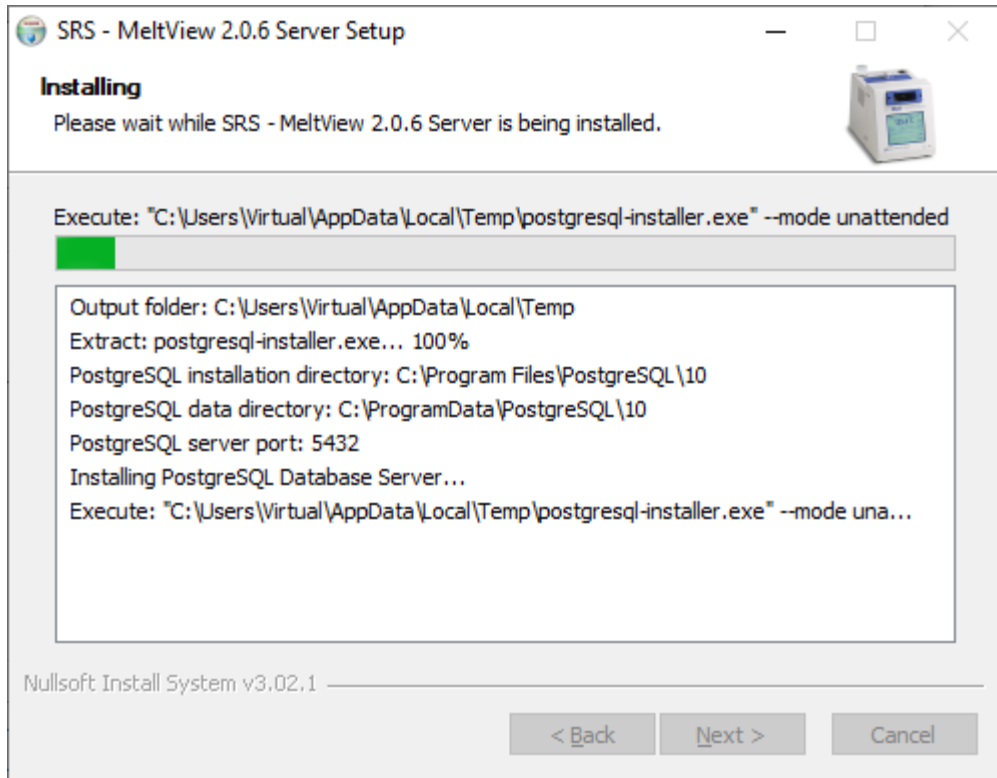 SRS - MeltView 2.0.6 Server Setup
Installing
Please wait while SRS - MeltView 2.0.6 Server is being installed.
Execute: "C:\Users\Virtual\AppData\Local\Temp\postgresql-installer.exe" --mode unattended
Output folder: C:\Users\Virtual\AppData\Local\Temp
Extract: postgresql-installer.exe... 100%
PostgreSQL installation directory: C:\Program Files\PostgreSQL\10
PostgreSQL data directory: C:\ProgramData\PostgreSQL\10
PostgreSQL server port: 5432
Installing PostgreSQL Database Server...
Execute: "C:\Users\Virtual\AppData\Local\Temp\postgresql-installer.exe" --mode una...
Nullsoft Install System v3.02.1
< Back Next > Cancel